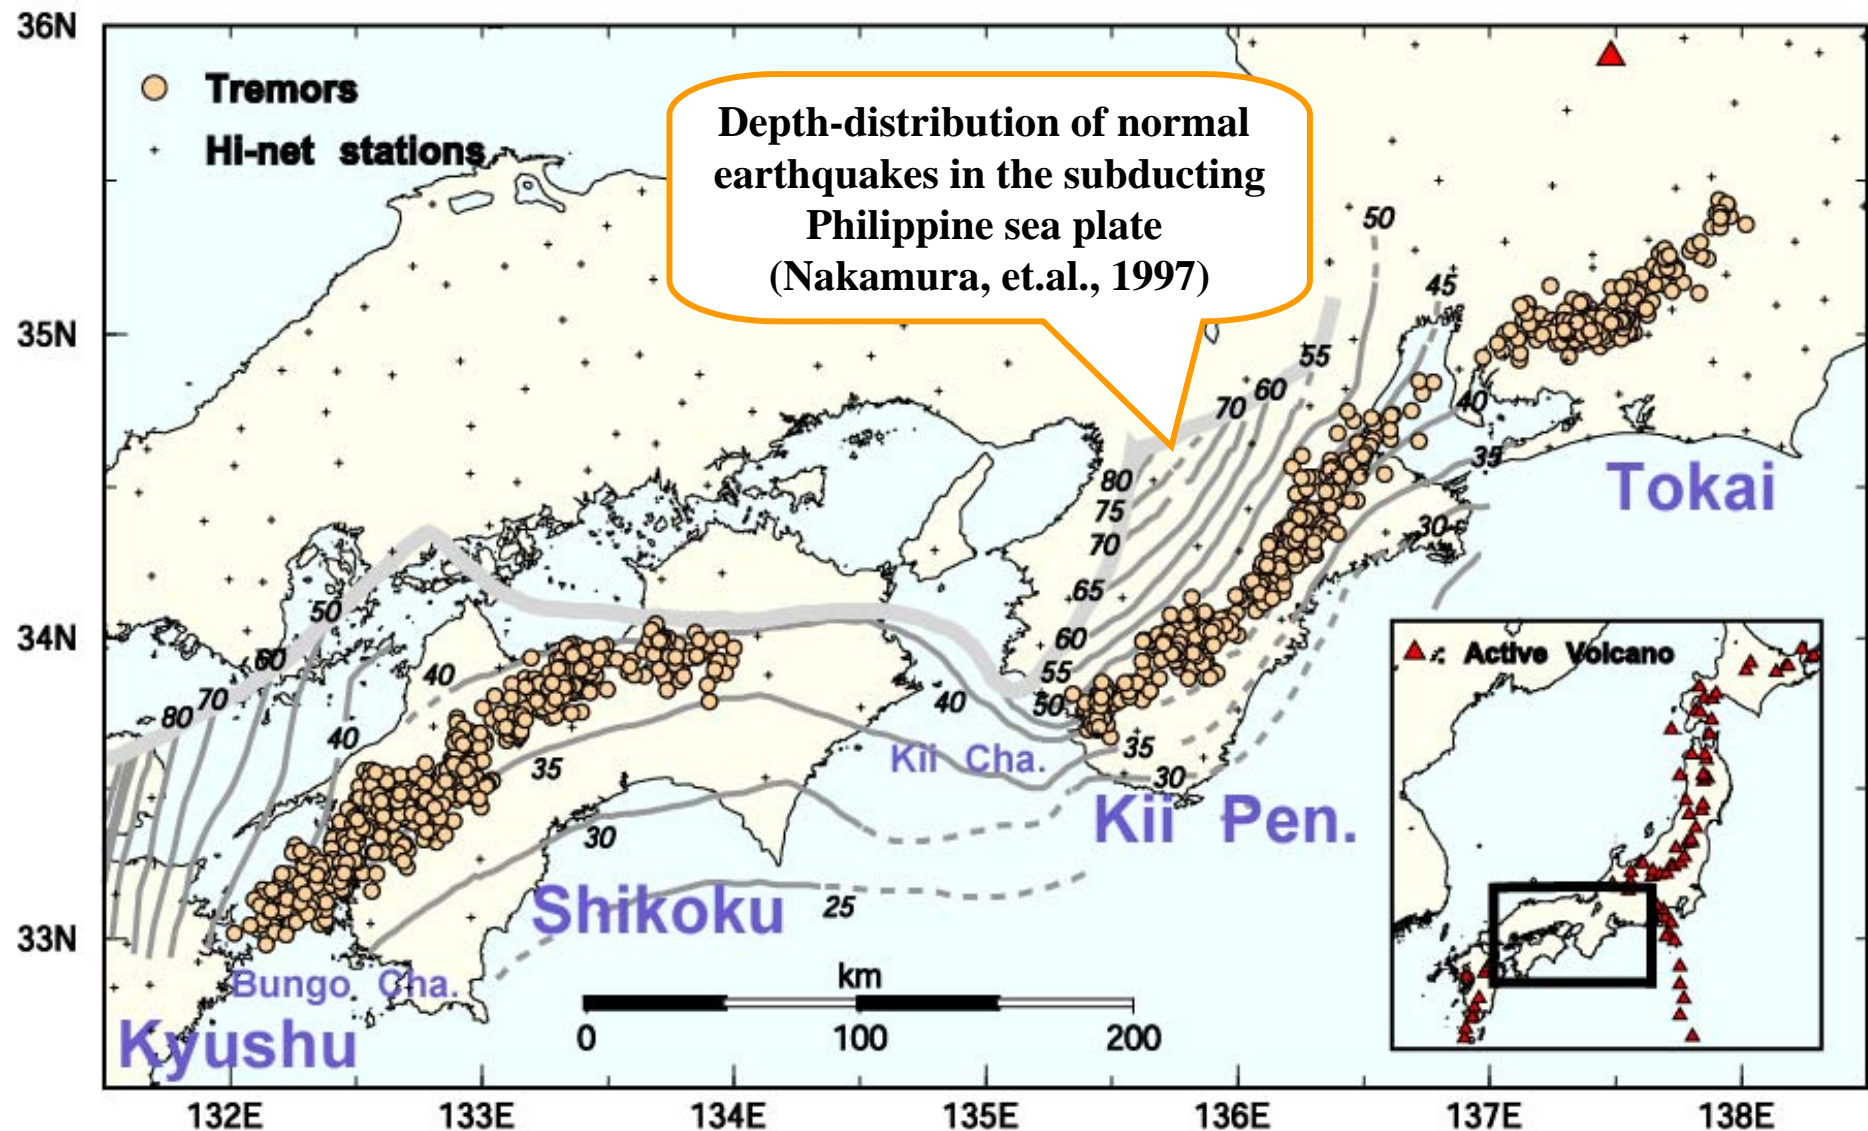 36N
35N
34N
33N
Tremors
Hi-net stations
Depth-distribution of normal
earthquakes in the subducting
Philippine sea plate
(Nakamura, et.al., 1997)
50
45
55
60
70
40
35
80
75
70
65
30
60
55
50
50
60
70
80
40
40
40
35
35
30
30
25
Tokai
Kii Cha.
Kii Pen.
Shikoku
Bungo Cha.
Kyushu
km
0 100 200
: Active Volcano
132E 133E 134E 135E 136E 137E 138E